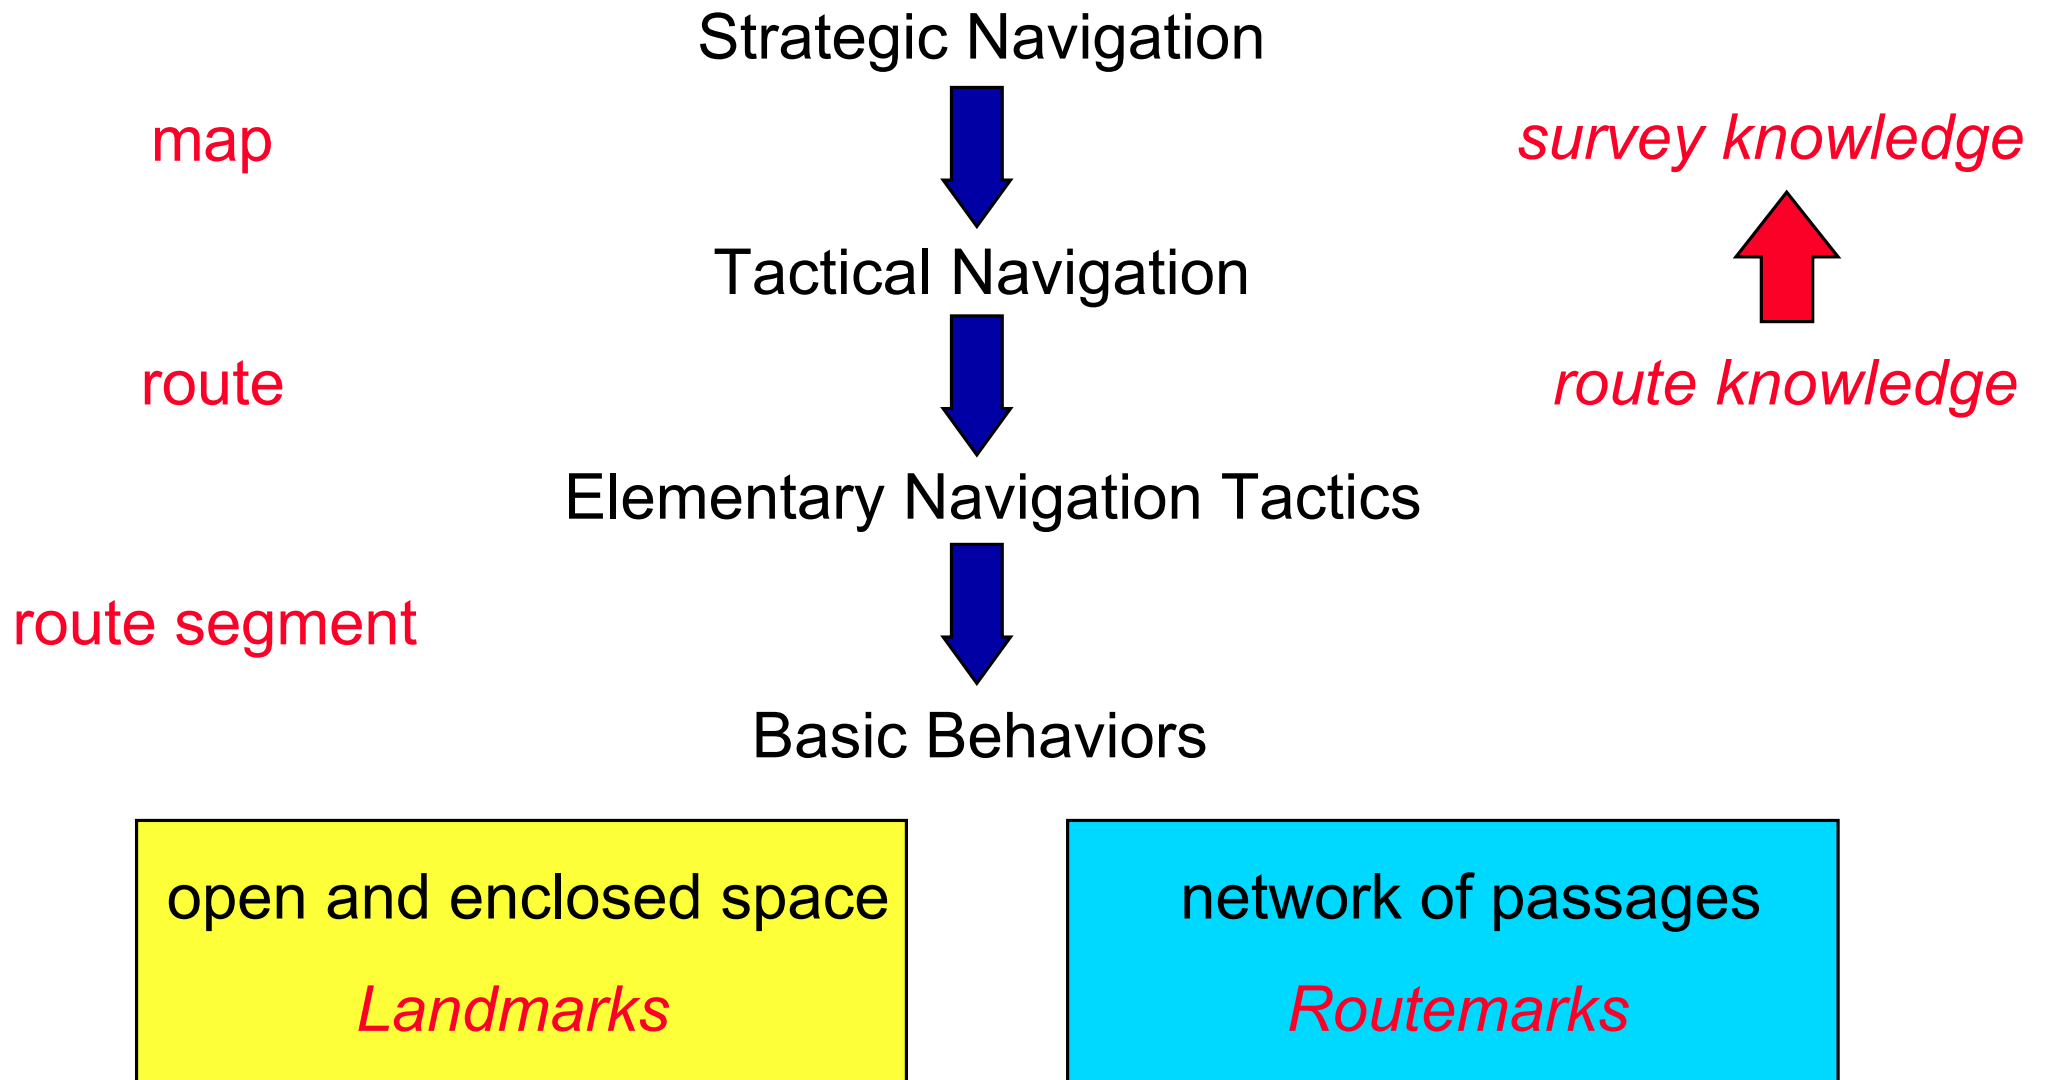 Strategic Navigation
map
survey knowledge
Tactical Navigation
route
route knowledge
Elementary Navigation Tactics
route segment
Basic Behaviors
open and enclosed space
Landmarks
network of passages
Routemarks